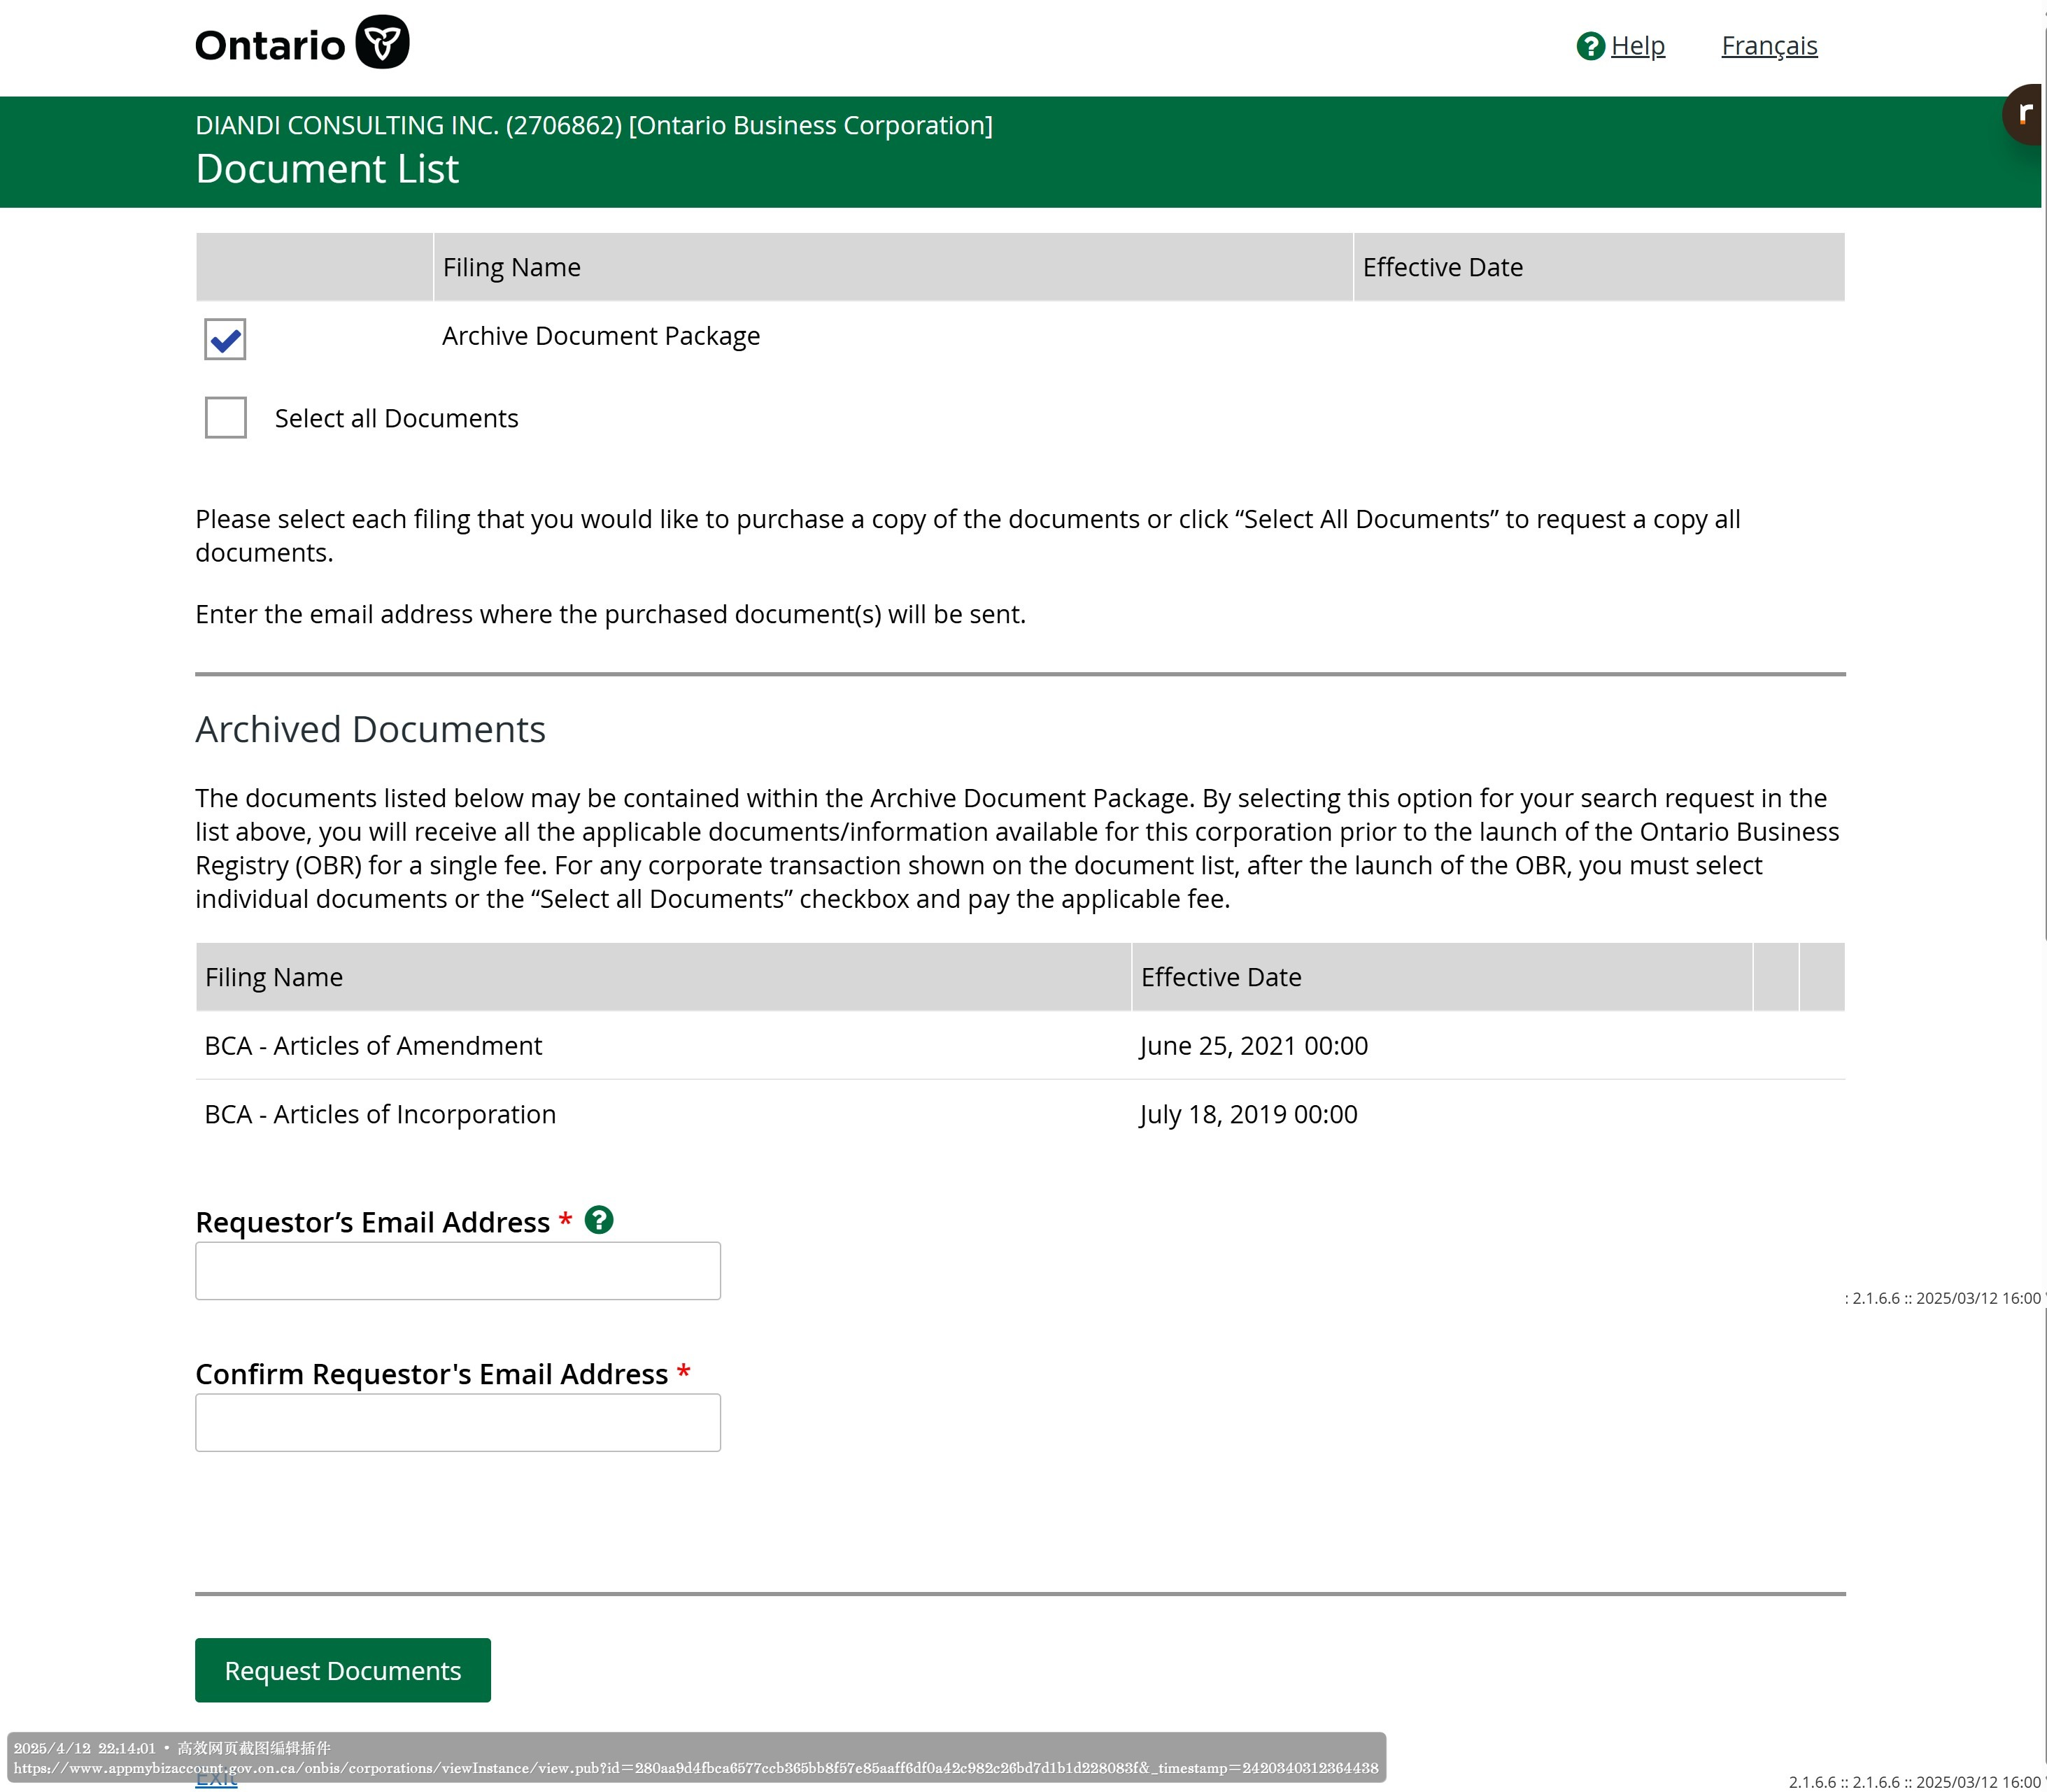 Ontario
Help Français
DIANDI CONSULTING INC. (2706862) [Ontario Business Corporation]
Document List
Filing Name Effective Date
Archive Document Package
Select all Documents
Please select each filing that you would like to purchase a copy of the documents or click “Select All Documents” to request a copy all
documents.
Enter the email address where the purchased document(s) will be sent.
Archived Documents
The documents listed below may be contained within the Archive Document Package. By selecting this option for your search request in the
list above, you will receive all the applicable documents/information available for this corporation prior to the launch of the Ontario Business
Registry (OBR) for a single fee. For any corporate transaction shown on the document list, after the launch of the OBR, you must select
individual documents or the “Select all Documents” checkbox and pay the applicable fee.
Filing Name Effective Date
BCA - Articles of Amendment June 25, 2021 00:00
BCA - Articles of Incorporation July 18, 2019 00:00
Requestor’s Email Address *
: 2.1.6.6 :: 2025/03/12 16:00
Confirm Requestor's Email Address *
Request Documents
2025/4/12 22:14:01 • 高效网页截图编辑插件
https://www.appmybizaccount.gov.on.ca/onbis/corporations/viewInstance/view.pub?id=280aa9d4fbca6577ccb365bb8f57e85aaff6df0a42c982c26bd7d1b1d228083f&_timestamp=2420340312364438
Exit
2.1.6.6 :: 2.1.6.6 :: 2025/03/12 16:00